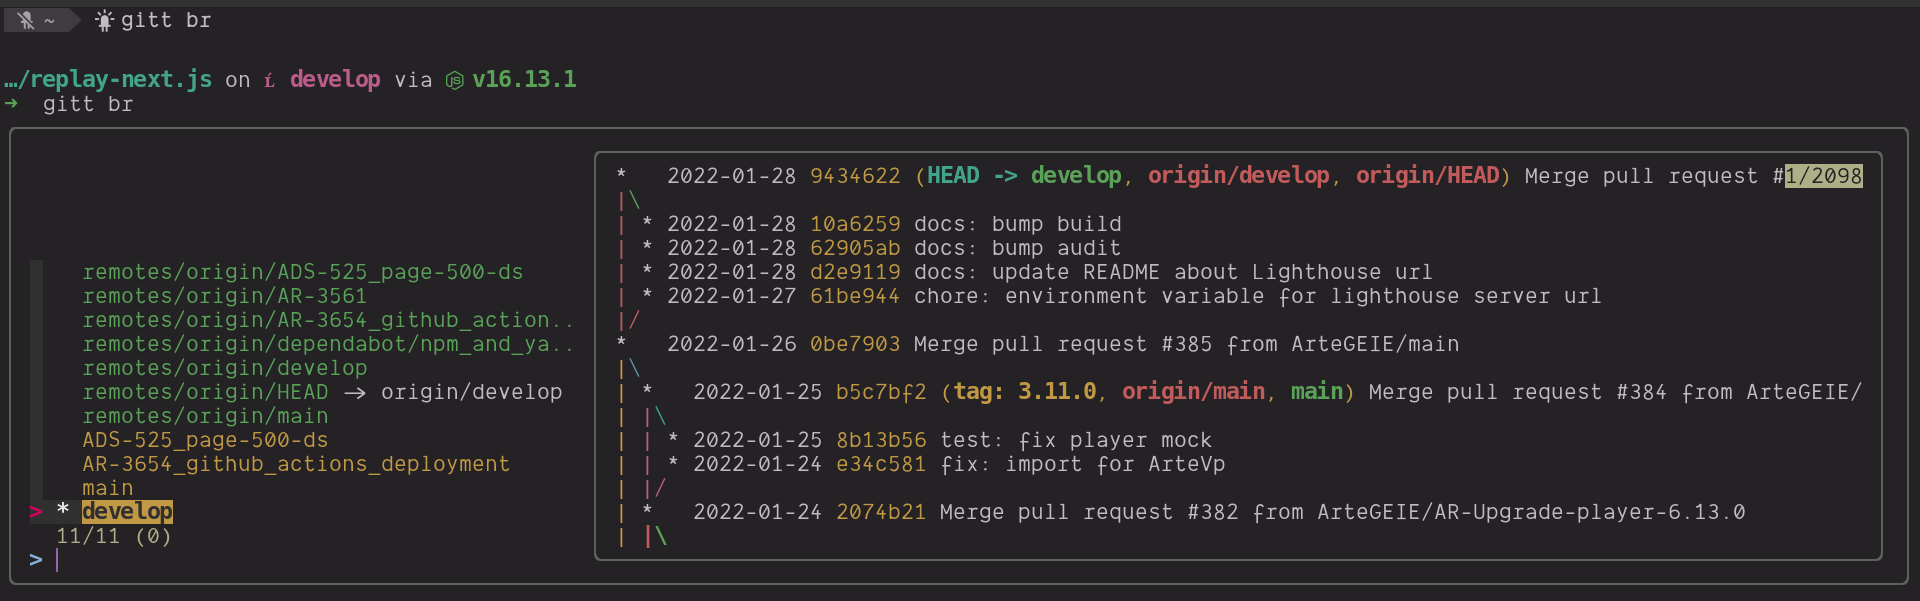 ~ gitt br
…/replay-next.js on develop via v16.13.1
➜ gitt br
remotes/origin/ADS-525_page-500-ds
remotes/origin/AR-3561
remotes/origin/AR-3654_github_action..
remotes/origin/dependabot/npm_and_ya..
remotes/origin/develop
remotes/origin/HEAD -> origin/develop
remotes/origin/main
ADS-525_page-500-ds
AR-3654_github_actions_deployment
main
> * develop
11/11 (0)
>
*   2022-01-28 9434622 (HEAD -> develop, origin/develop, origin/HEAD) Merge pull request #1/2098
|\
| * 2022-01-28 10a6259 docs: bump build
| * 2022-01-28 62905ab docs: bump audit
| * 2022-01-28 d2e9119 docs: update README about Lighthouse url
| * 2022-01-27 61be944 chore: environment variable for lighthouse server url
|/
*   2022-01-26 0be7903 Merge pull request #385 from ArteGEIE/main
|\
| *   2022-01-25 b5c7bf2 (tag: 3.11.0, origin/main, main) Merge pull request #384 from ArteGEIE/
| |\
| | * 2022-01-25 8b13b56 test: fix player mock
| | * 2022-01-24 e34c581 fix: import for ArteVp
| |/
| *   2022-01-24 2074b21 Merge pull request #382 from ArteGEIE/AR-Upgrade-player-6.13.0
| |\